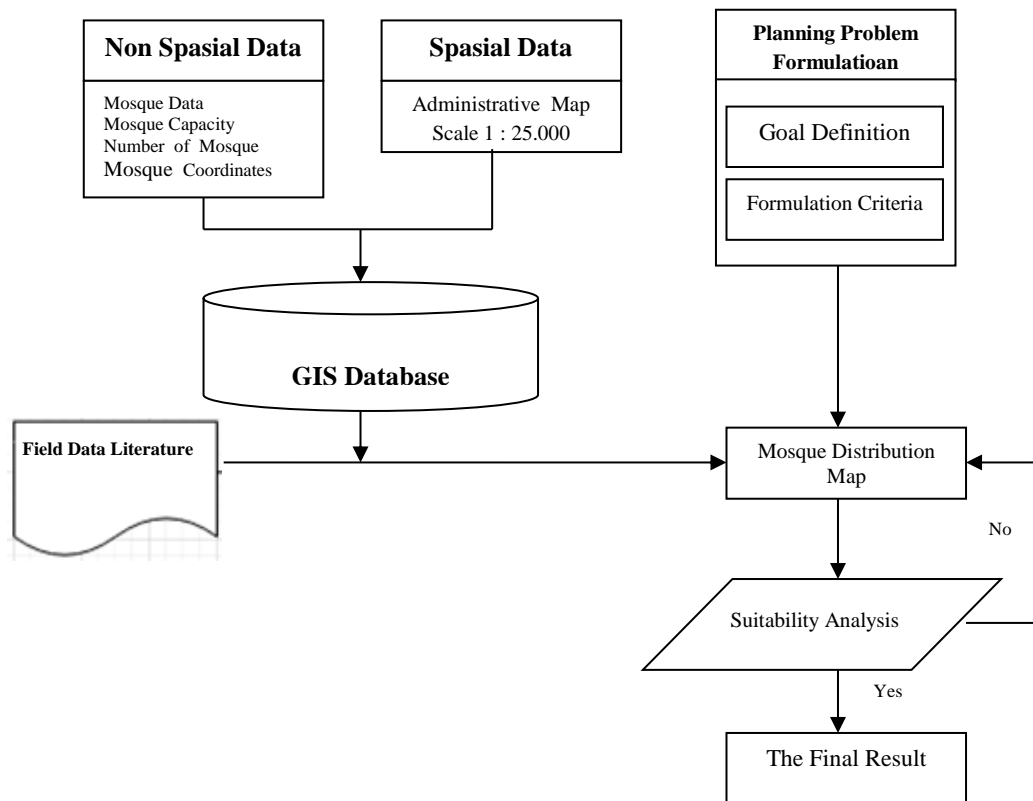 Non Spasial Data
Mosque Data
Mosque Capacity
Number of Mosque
Mosque Coordinates
Spasial Data
Administrative Map
Scale 1 : 25.000
Planning Problem
Formulatioan
Goal Definition
Formulation Criteria
GIS Database
Field Data Literature
Mosque Distribution
Map
No
Suitability Analysis
Yes
The Final Result